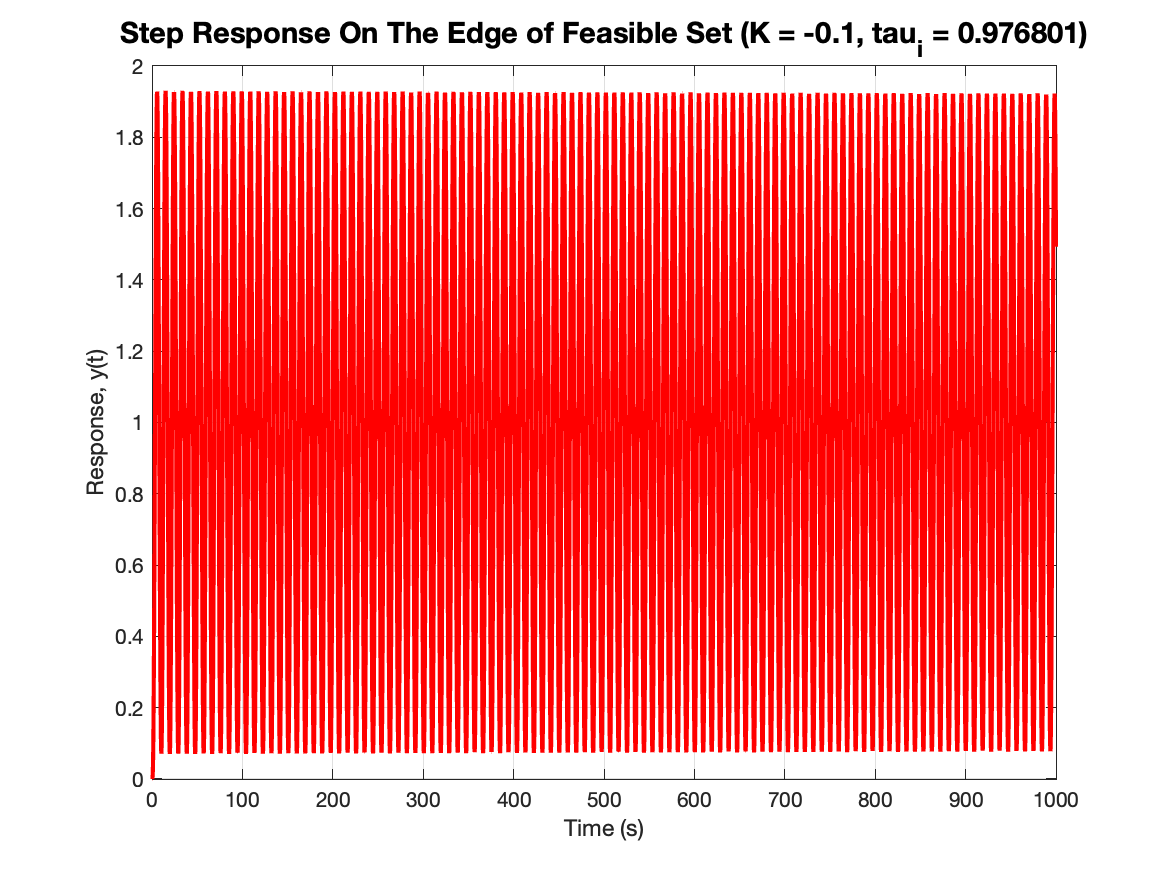 Step Response On The Edge of Feasible Set (K = -0.1, tau_i = 0.976801)
2
1.8
1.6
1.4
1.2
1
0.8
0.6
0.4
0.2
0
Response, y(t)
0 100 200 300 400 500 600 700 800 900 1000
Time (s)